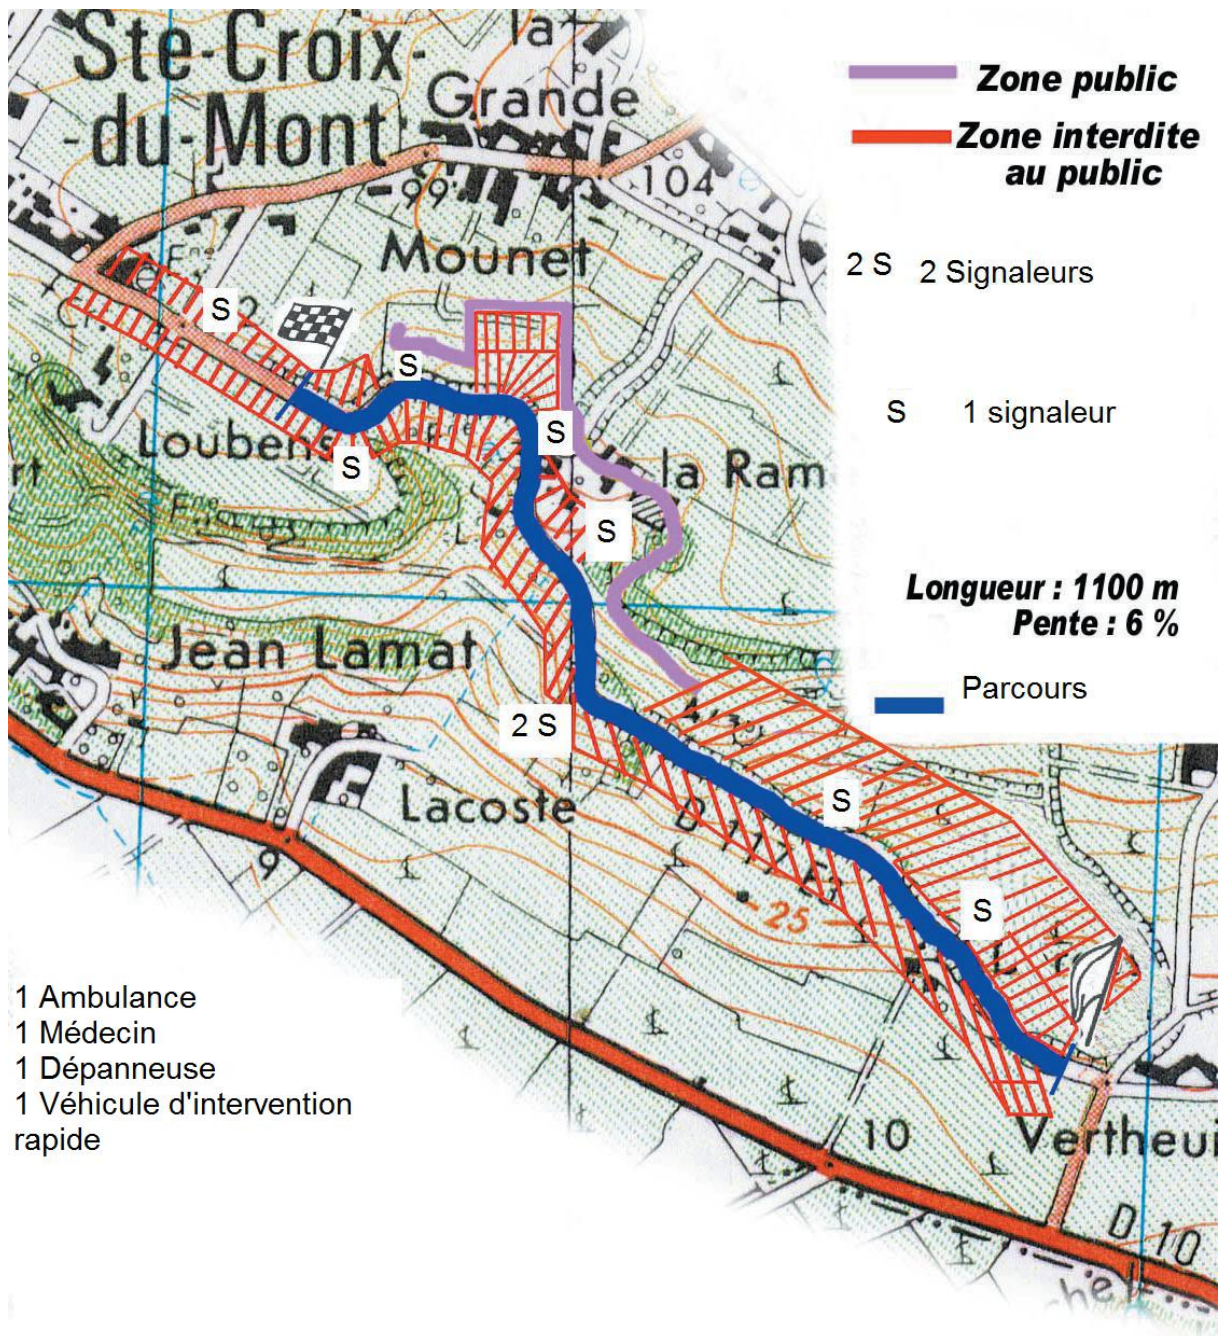 Ste-Croix-
-du-Mont
la
Grande
Zone public
Zone interdite
au public
99
104
Mounet
2 S 2 Signaleurs
S
S
S 1 signaleur
S
Loubens
S
la Ram
S
Longueur : 1100 m
Pente : 6 %
Jean Lamat
Parcours
2 S
Lacoste
S
9
25
S
1 Ambulance
1 Médecin
1 Dépanneuse
1 Véhicule d'intervention
rapide
10
Vertheui
D 10